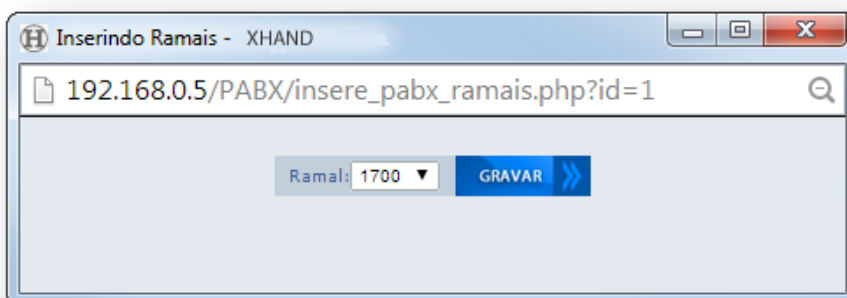 Inserindo Ramais - XHAND
192.168.0.5/PABX/insere_pabx_ramais.php?id=1
Ramal: 1700 GRAVAR